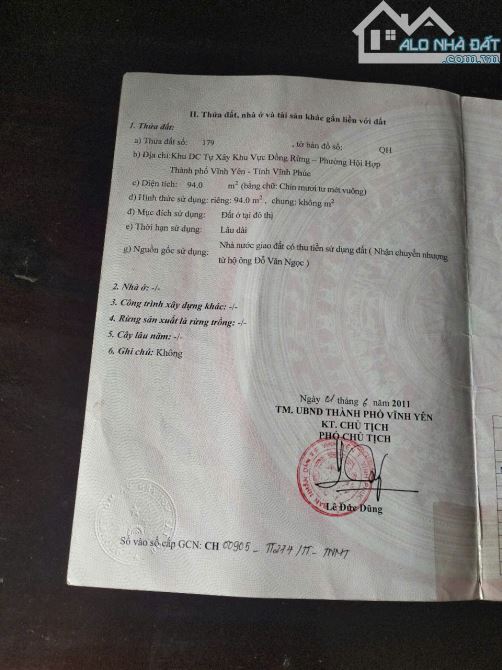 ALO NHÀ ĐẤT
.com.vn
II. Thửa đất, nhà ở và tài sản khác gắn liền với đất
1. Thửa đất:
a) Thửa đất số: 179 , tờ bản đồ số: QH
b) Địa chỉ: Khu DC Tự Xây Khu Vực Đồng Rừng – Phường Hội Hợp
Thành phố Vĩnh Yên - Tỉnh Vĩnh Phúc
c) Diện tích: 94.0 m² (bằng chữ: Chín mươi tư mét vuông)
d) Hình thức sử dụng: riêng: 94.0 m², chung: không m²
đ) Mục đích sử dụng: Đất ở tại đô thị
e) Thời hạn sử dụng: Lâu dài
g) Nguồn gốc sử dụng: Nhà nước giao đất có thu tiền sử dụng đất ( Nhận chuyển nhượng
từ hộ ông Đỗ Văn Ngọc )
2. Nhà ở: -/-
3. Công trình xây dựng khác: -/-
4. Rừng sản xuất là rừng trồng: -/-
5. Cây lâu năm: -/-
6. Ghi chú: Không
Ngày 01 tháng 6 năm 2011
TM. UBND THÀNH PHỐ VĨNH YÊN
KT. CHỦ TỊCH
PHÓ CHỦ TỊCH
Lê Đức Dũng
Số vào sổ cấp GCN: CH 00905